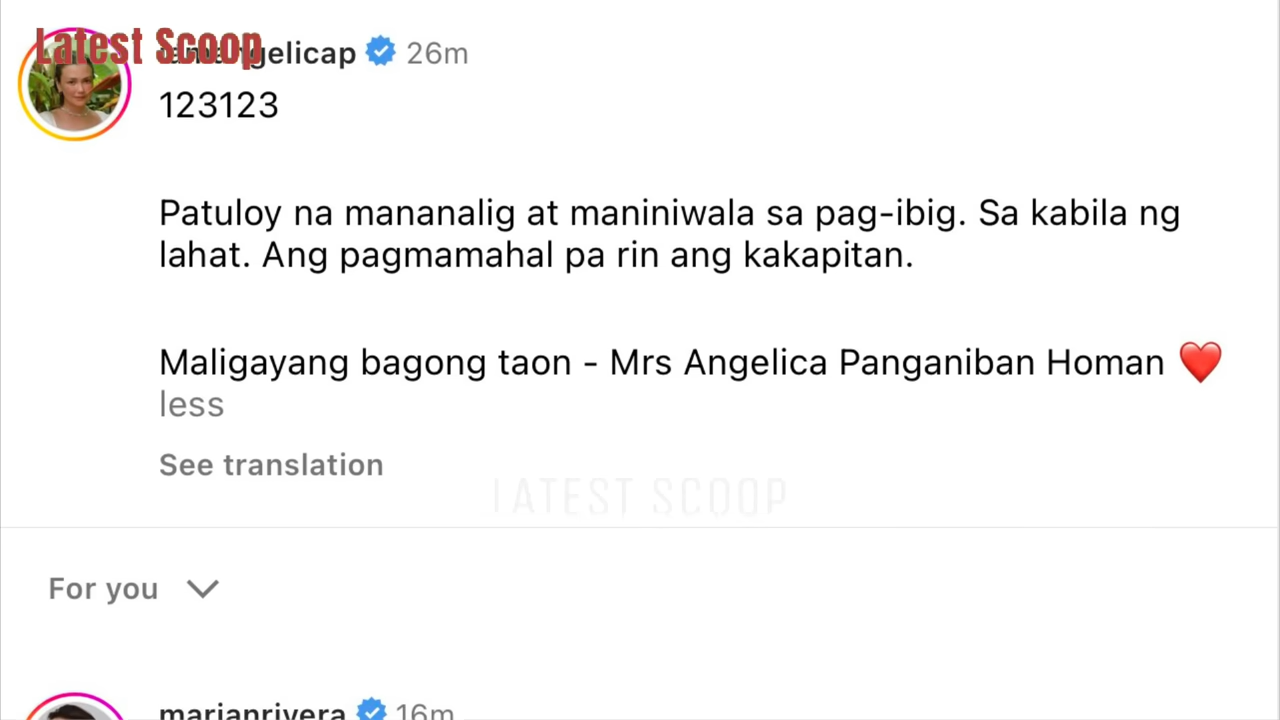 Latest Scoop
iamangelicap 26m
123123
Patuloy na mananalig at maniniwala sa pag-ibig. Sa kabila ng
lahat. Ang pagmamahal pa rin ang kakapitan.
Maligayang bagong taon - Mrs Angelica Panganiban Homan ❤️
less
See translation
LATEST SCOOP
For you
marianrivera 16m